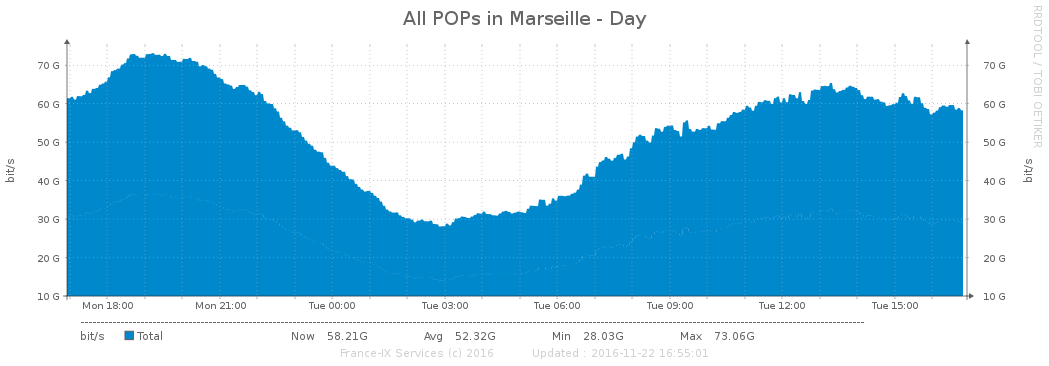 All POPs in Marseille - Day
RRDTOOL / TOBI OETIKER
bit/s
70 G
60 G
50 G
40 G
30 G
20 G
10 G
70 G
60 G
50 G
40 G
30 G
20 G
10 G
bit/s
Mon 18:00 Mon 21:00 Tue 00:00 Tue 03:00 Tue 06:00 Tue 09:00 Tue 12:00 Tue 15:00
bit/s Total Now 58.21G Avg 52.32G Min 28.03G Max 73.06G
France-IX Services (c) 2016 Updated : 2016-11-22 16:55:01